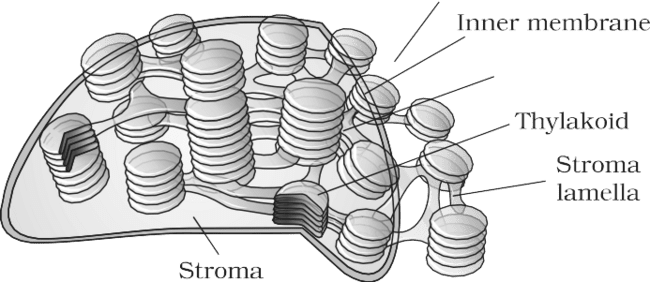 Inner membrane
Thylakoid
Stroma
lamella
Stroma